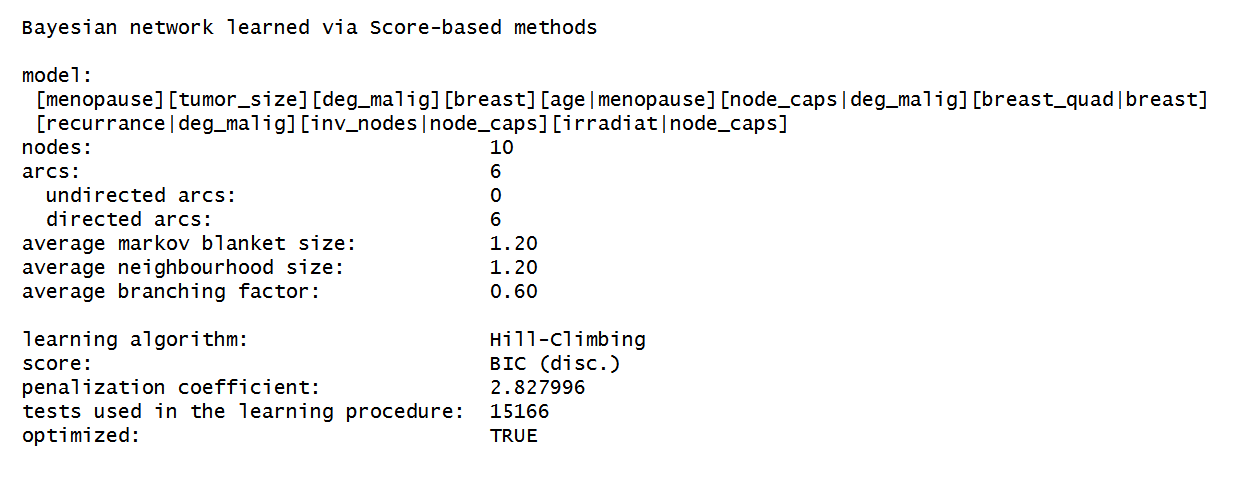 Bayesian network learned via Score-based methods
model:
[menopause][tumor_size][deg_malig][breast][age|menopause][node_caps|deg_malig][breast_quad|breast]
[recurrance|deg_malig][inv_nodes|node_caps][irradiat|node_caps]
nodes: 10
arcs: 6
undirected arcs: 0
directed arcs: 6
average markov blanket size: 1.20
average neighbourhood size: 1.20
average branching factor: 0.60
learning algorithm: Hill-Climbing
score: BIC (disc.)
penalization coefficient: 2.827996
tests used in the learning procedure: 15166
optimized: TRUE